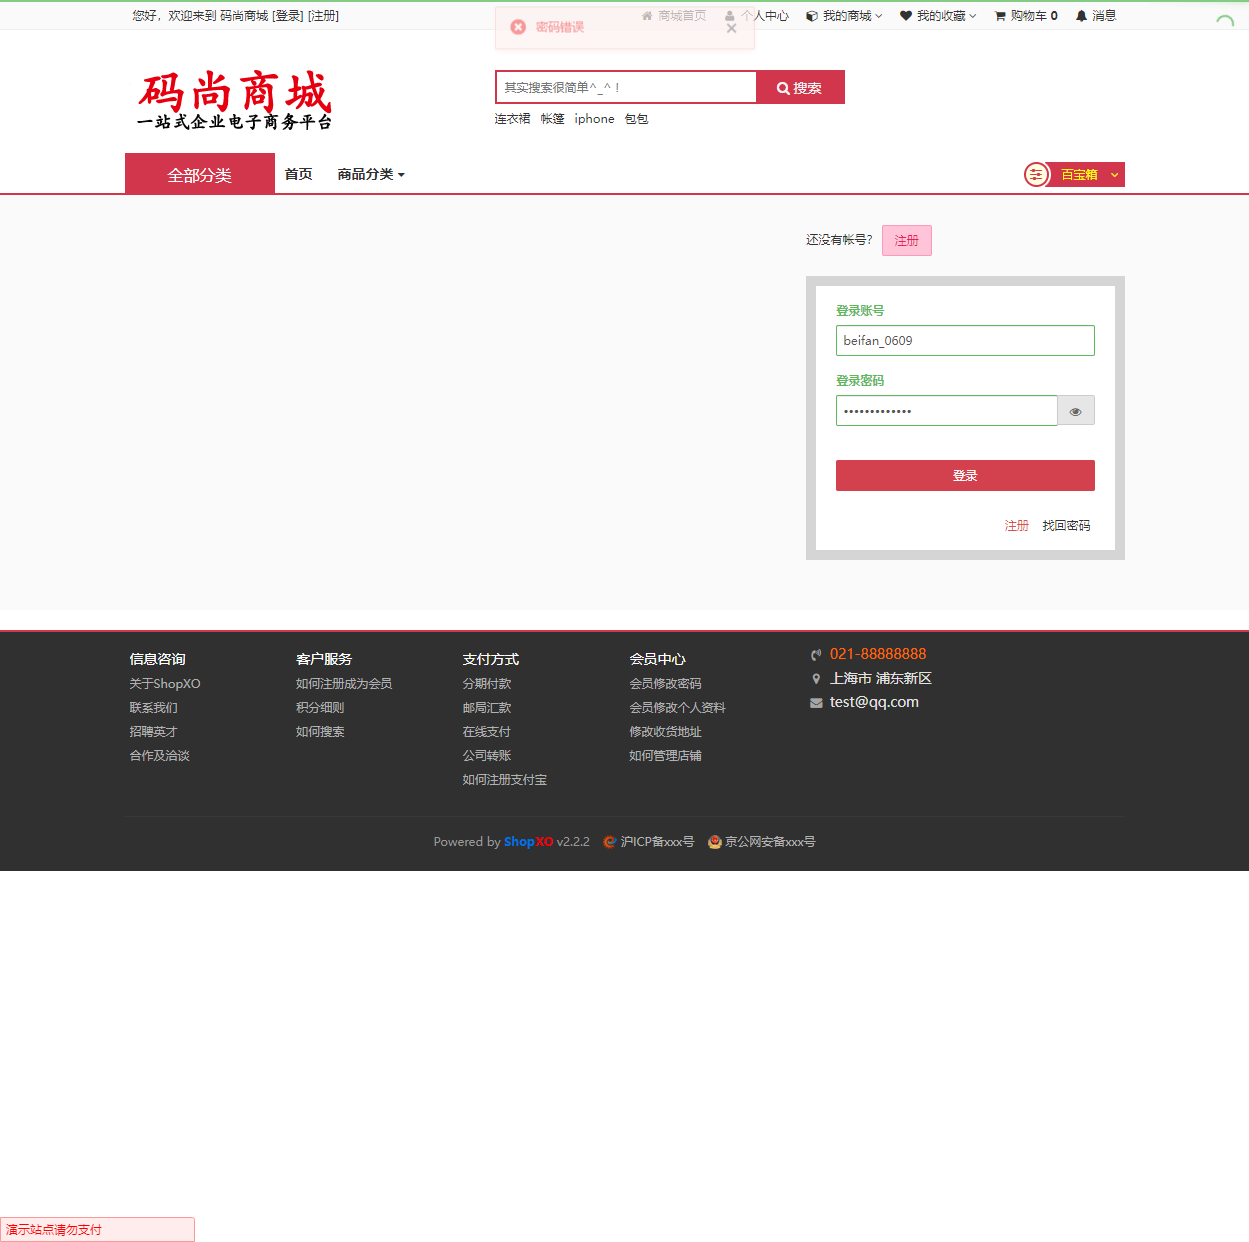 您好，欢迎来到 码尚商城 [登录] [注册]
密码错误
商城首页 个人中心 我的商城 我的收藏 购物车 0 消息
码尚商城
一站式企业电子商务平台
其实搜索很简单^_^！
搜索
连衣裙 帐篷 iphone 包包
全部分类 首页 商品分类 百宝箱
还没有帐号？ 注册
登录账号
beifan_0609
登录密码
•••••••••••••
登录
注册 找回密码
信息咨询
关于ShopXO
联系我们
招聘英才
合作及洽谈
客户服务
如何注册成为会员
积分细则
如何搜索
支付方式
分期付款
邮局汇款
在线支付
公司转账
如何注册支付宝
会员中心
会员修改密码
会员修改个人资料
修改收货地址
如何管理店铺
021-88888888
上海市 浦东新区
test@qq.com
Powered by ShopXO v2.2.2 沪ICP备xxx号 京公网安备xxx号
演示站点请勿支付